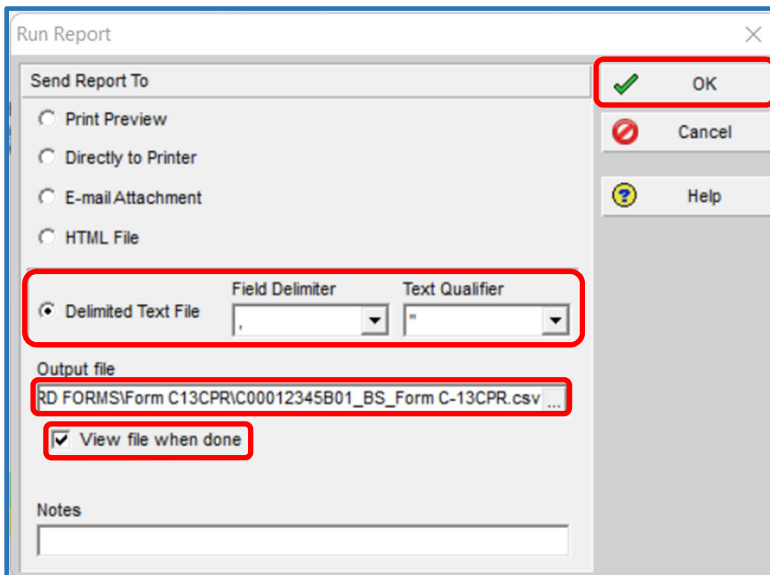 Run Report
Send Report To
OK
Print Preview
Cancel
Directly to Printer
E-mail Attachment
Help
HTML File
Field Delimiter Text Qualifier
Delimited Text File , "
Output file
RD FORMS\Form C13CPR\C00012345B01_BS_Form C-13CPR.csv ...
View file when done
Notes